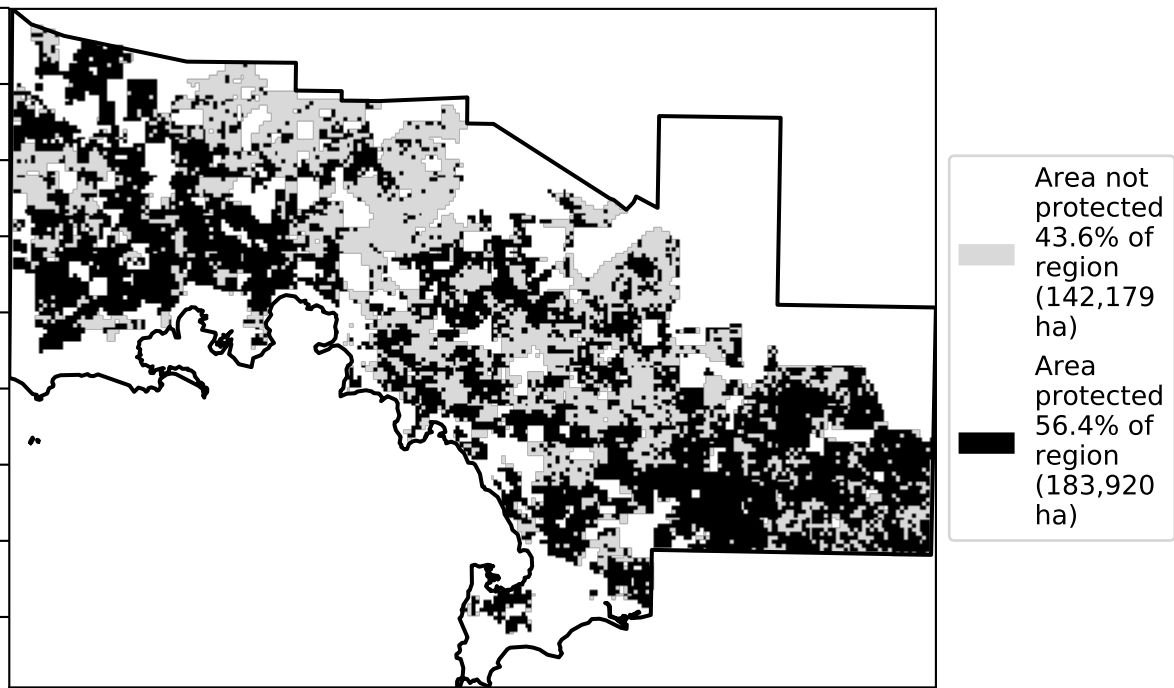 Area not
protected
43.6% of
region
(142,179
ha)
Area
protected
56.4% of
region
(183,920
ha)